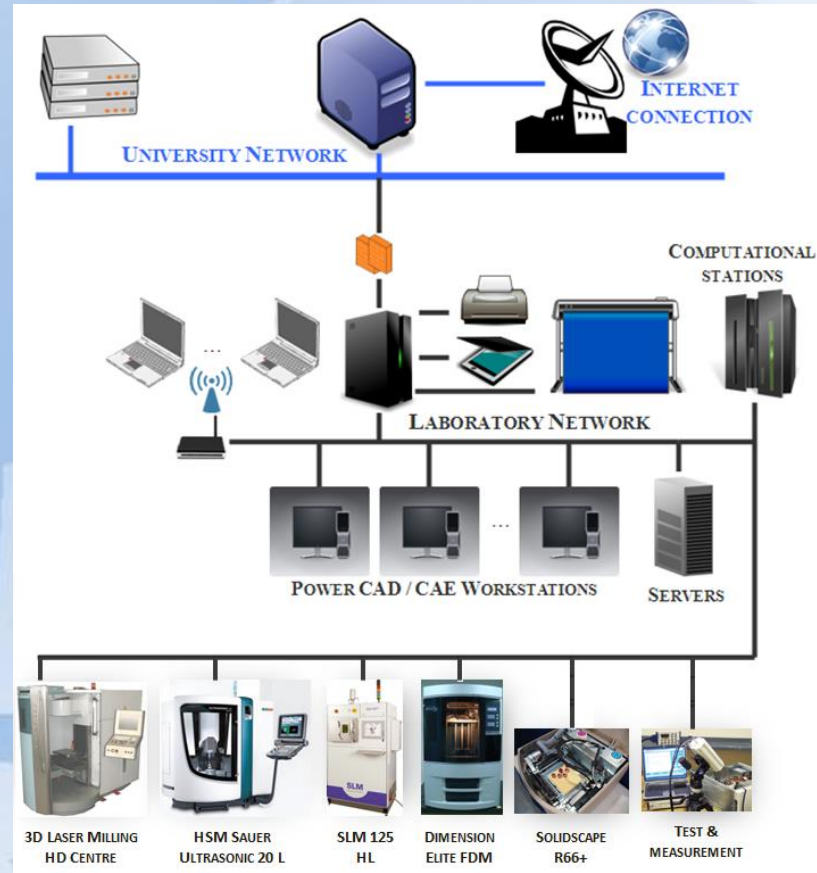 INTERNET
CONNECTION
UNIVERSITY NETWORK
COMPUTATIONAL
STATIONS
...
LABORATORY NETWORK
...
POWER CAD / CAE WORKSTATIONS
SERVERS
SLM
3D LASER MILLING
HD CENTRE
HSM SAUER
ULTRASONIC 20 L
SLM 125
HL
DIMENSION
ELITE FDM
SOLIDSCAPE
R66+
TEST &
MEASUREMENT